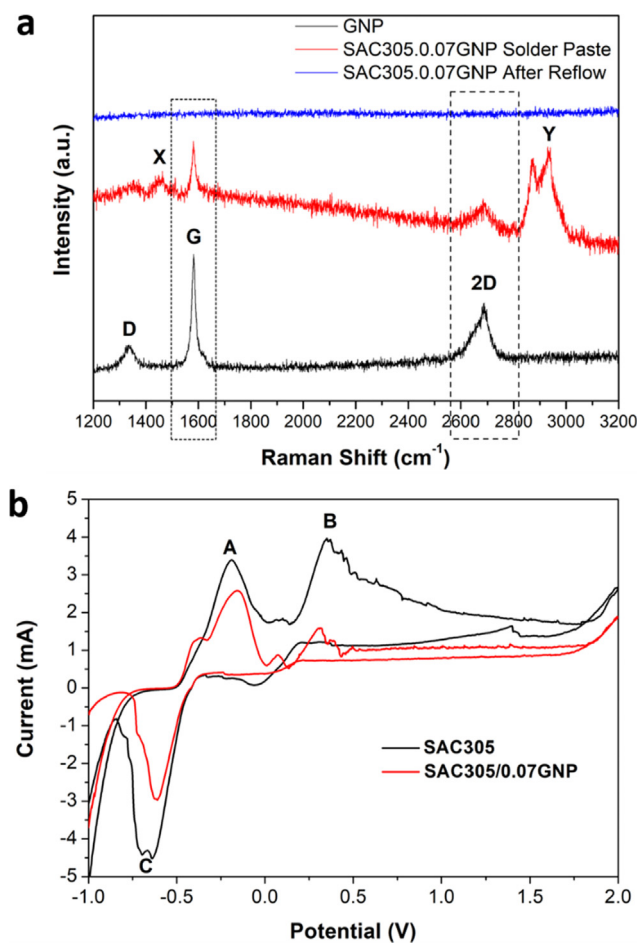 a
GNP
SAC305.0.07GNP Solder Paste
SAC305.0.07GNP After Reflow
X
Y
G
2D
D
Intensity (a.u.)
1200 1400 1600 1800 2000 2200 2400 2600 2800 3000 3200
Raman Shift (cm-1)
b
5
4
3
2
1
0
-1
-2
-3
-4
-5
A
B
C
SAC305
SAC305/0.07GNP
Current (mA)
-1.0 -0.5 0.0 0.5 1.0 1.5 2.0
Potential (V)